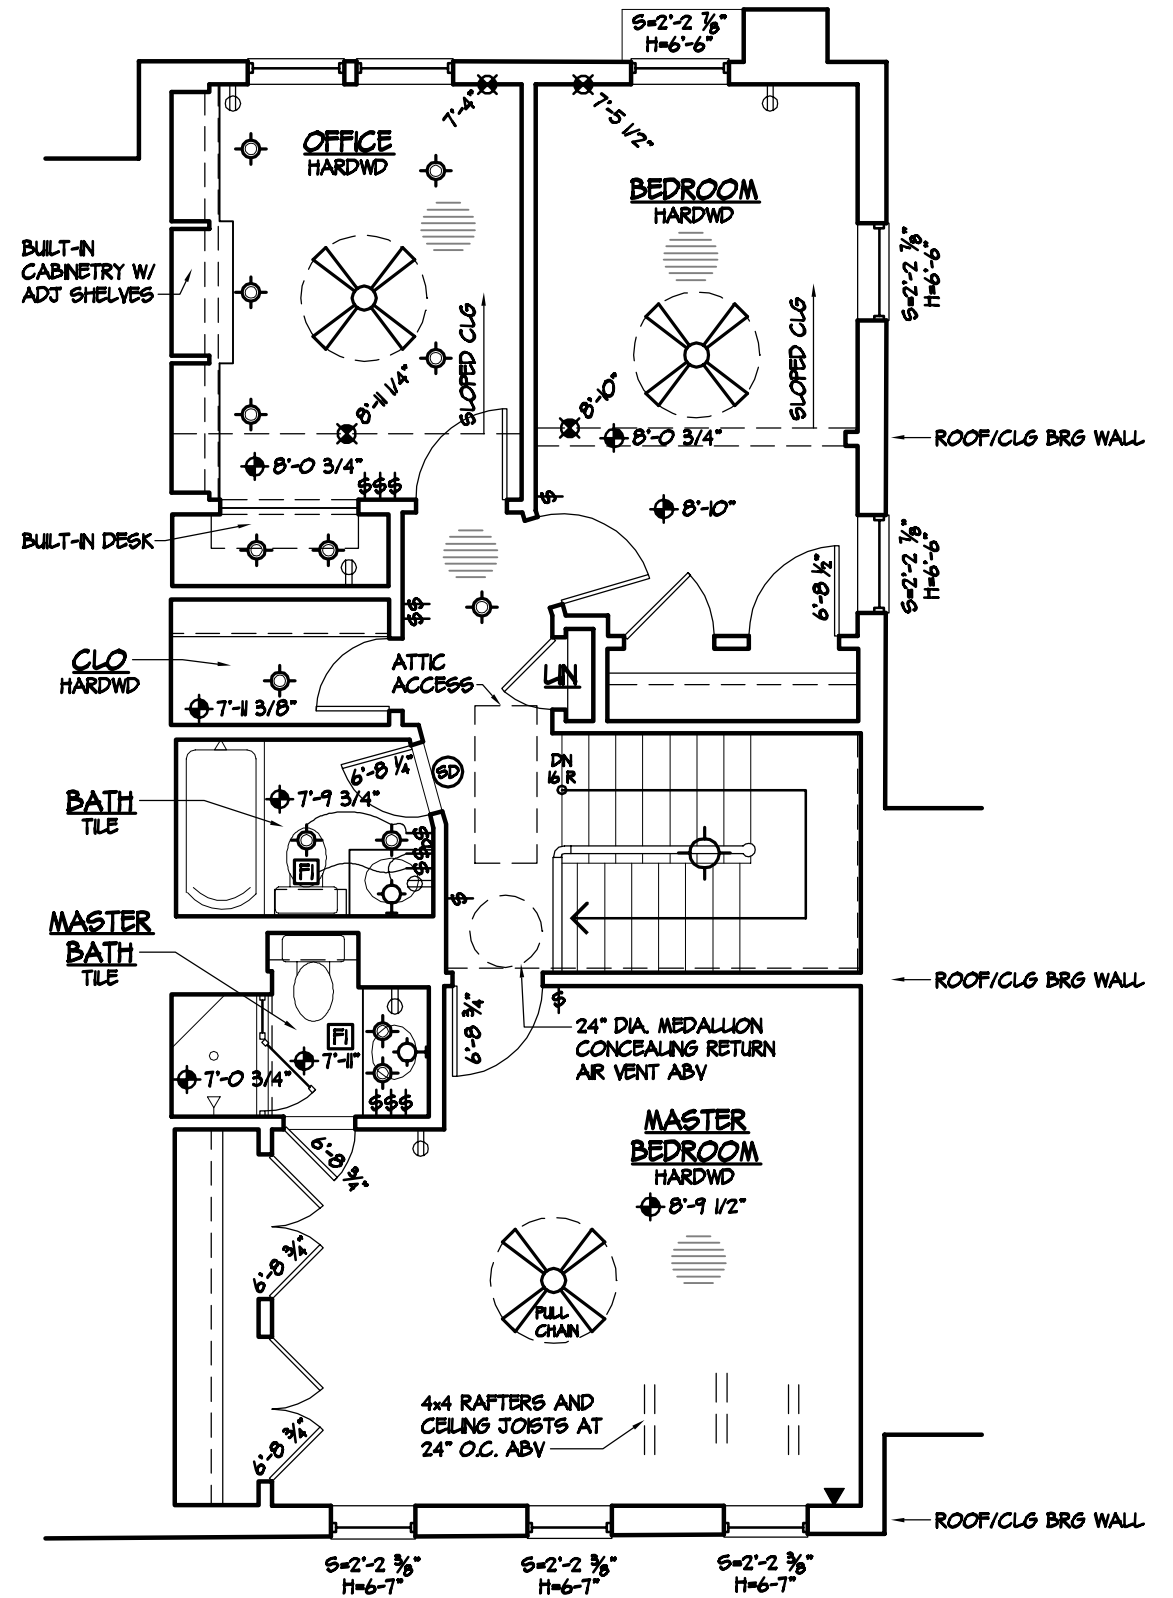 S=2'-2 7/8"
H=6'-6"
7'-4"
7'-5 1/2"
OFFICE
HARDWD
BEDROOM
HARDWD
BUILT-IN
CABINETRY W/
ADJ SHELVES
S=2'-2 7/8"
H=6'-6"
SLOPED CLG
SLOPED CLG
8'-11 1/4"
8'-10"
8'-0 3/4"
8'-0 3/4"
ROOF/CLG BRG WALL
$$$
$
8'-10"
BUILT-IN DESK
S=2'-2 7/8"
H=6'-6"
6'-8 1/2"
$$
CLO
HARDWD
ATTIC
ACCESS
LIN
7'-11 3/8"
6'-8 1/4"
SD
DN
16 R
BATH
TILE
7'-9 3/4"
$$$
FI
$
MASTER
BATH
TILE
ROOF/CLG BRG WALL
$
6'-8 3/4"
24" DIA. MEDALLION
CONCEALING RETURN
AIR VENT ABV
FI
7'-11"
7'-0 3/4"
$$$
MASTER
BEDROOM
HARDWD
6'-8 3/4"
8'-9 1/2"
6'-8 3/4"
PULL
CHAIN
4x4 RAFTERS AND
CEILING JOISTS AT
24" O.C. ABV
6'-8 3/4"
ROOF/CLG BRG WALL
S=2'-2 3/8"
H=6-7"
S=2'-2 3/8"
H=6-7"
S=2'-2 3/8"
H=6-7"